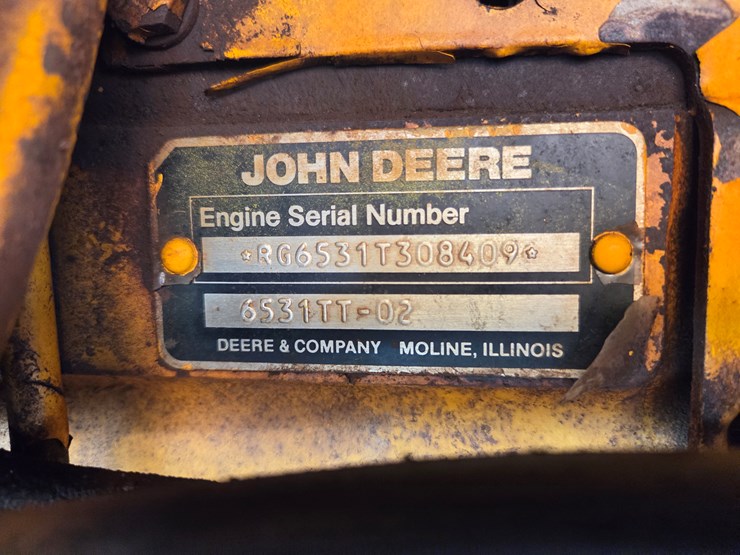 JOHN DEERE
Engine Serial Number
*RG6531T308409*
6531TT-02
DEERE & COMPANY MOLINE, ILLINOIS